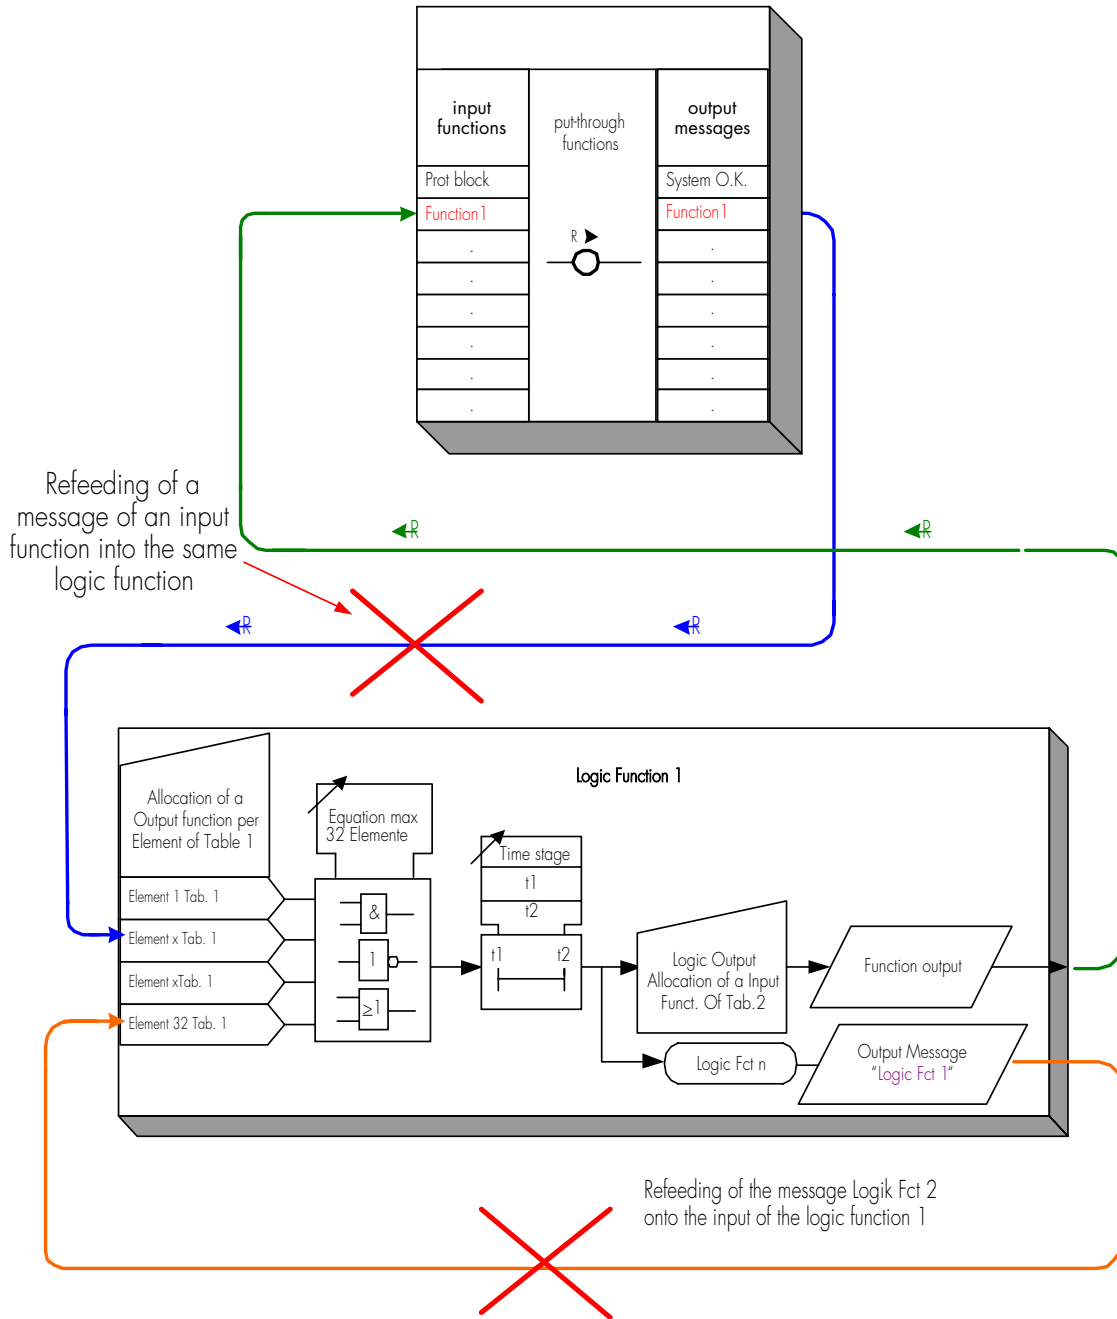 input
functions
put-through
functions
output
messages
Prot block
System O.K.
Function1
Function1
R
Refeeding of a
message of an input
function into the same
logic function
R
R
R
R
Logic Function 1
Allocation of a
Output function per
Element of Table 1
Equation max
32 Elemente
Time stage
t1
t2
Element 1 Tab. 1
Element x Tab. 1
Element xTab. 1
Element 32 Tab. 1
&
1
≥1
t1 t2
Logic Output
Allocation of a Input
Funct. Of Tab.2
Function output
Logic Fct n
Output Message
"Logic Fct 1"
Refeeding of the message Logik Fct 2
onto the input of the logic function 1